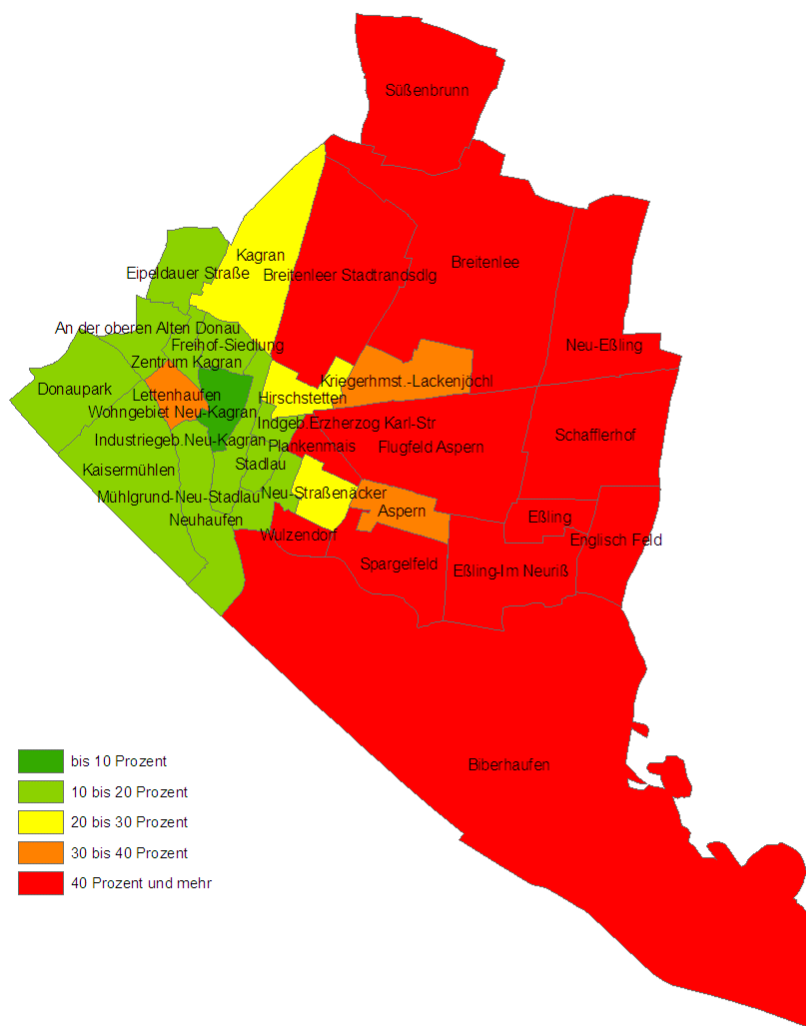 Süßenbrunn
Kagran
Breitenlee
Eipeldauer Straße
Breitenleer Stadtrandsdlg
An der oberen Alten Donau
Freihof-Siedlung
Neu-Eßling
Zentrum Kagran
Kriegerhmst.-Lackenjöchl
Donaupark
Lettenhaufen
Hirschstetten
Wohngebiet Neu-Kagran
Indgeb.Erzherzog Karl-Str
Industriegeb.Neu-Kagran
Plankenmais
Flugfeld Aspern
Schafflerhof
Kaisermühlen
Stadlau
Mühlgrund-Neu-Stadlau
Neu-Straßenäcker
Aspern
Neuhaufen
Eßling
Wulzendorf
Englisch Feld
Spargelfeld
Eßling-Im Neuriß
Biberhaufen
bis 10 Prozent
10 bis 20 Prozent
20 bis 30 Prozent
30 bis 40 Prozent
40 Prozent und mehr